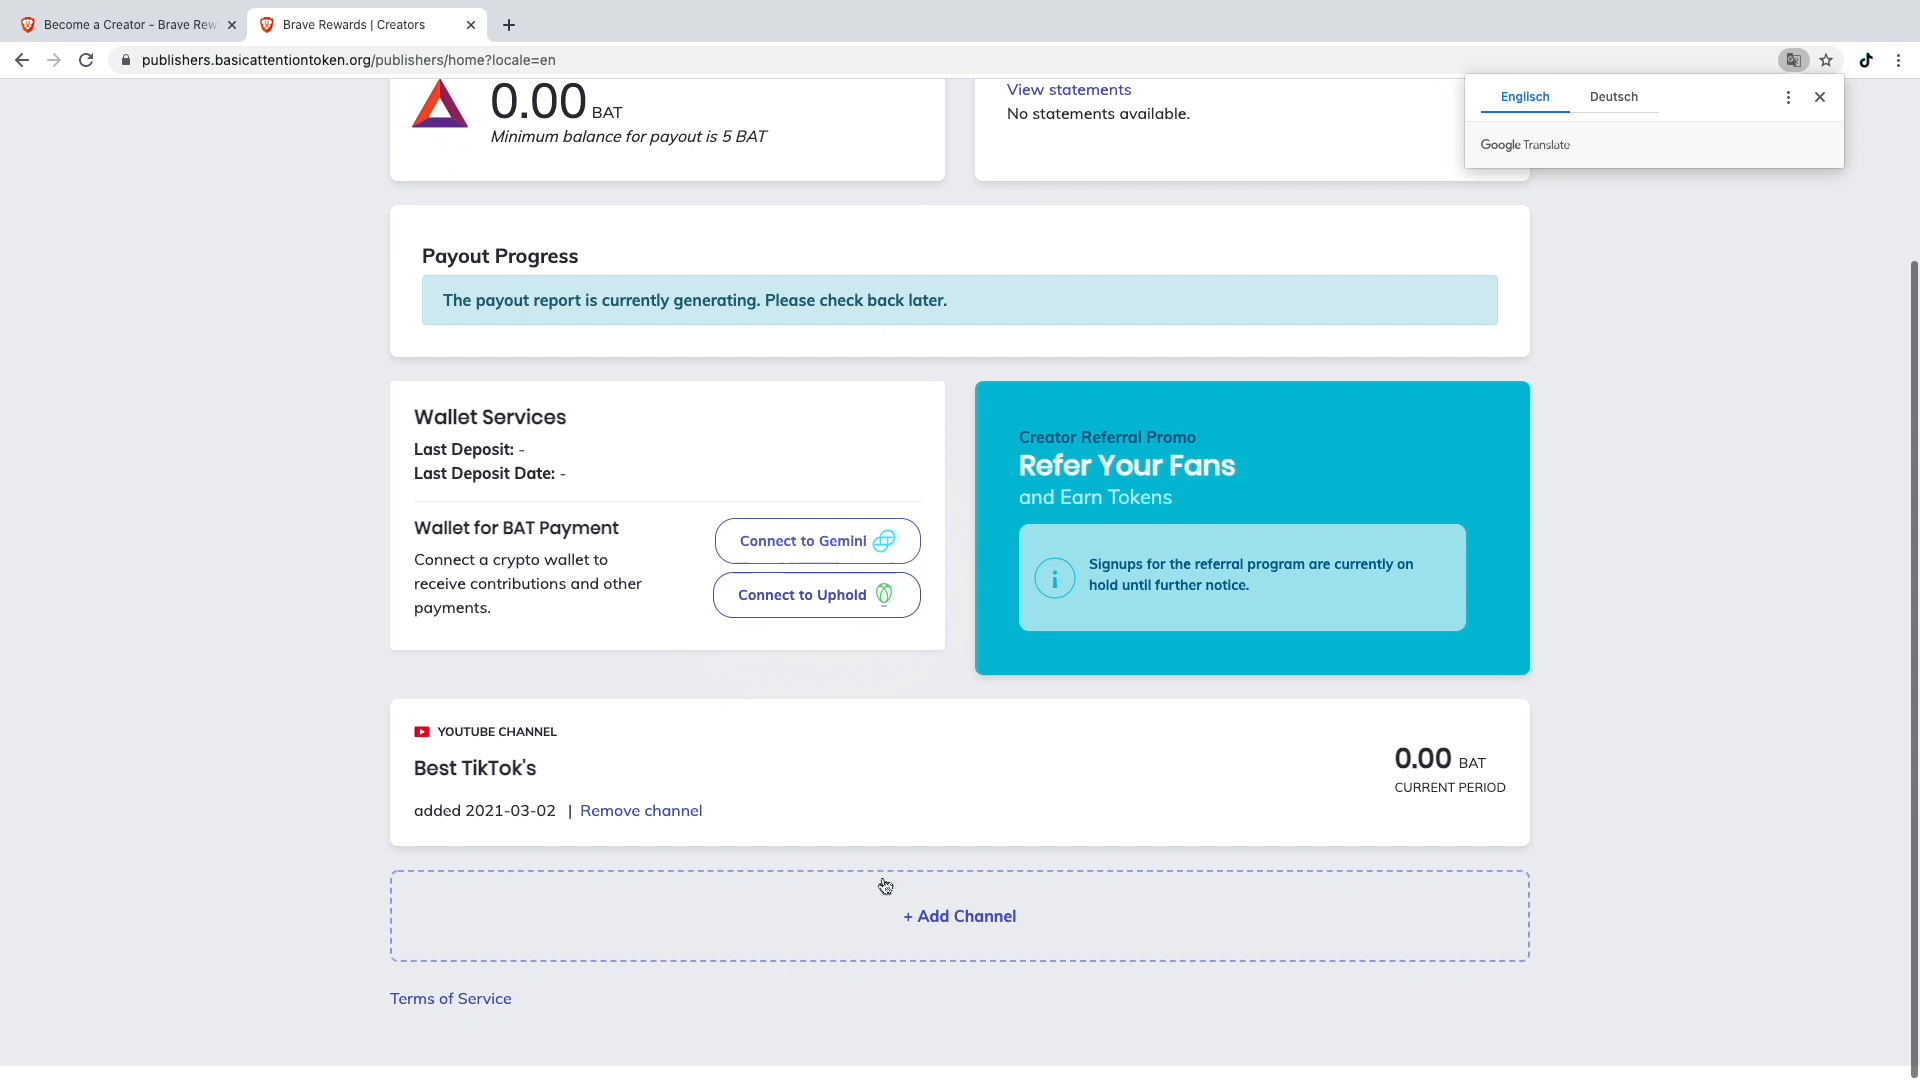 Become a Creator - Brave Rew
Brave Rewards | Creators
publishers.basicattentiontoken.org/publishers/home?locale=en
Englisch
Deutsch
Google Translate
0.00 BAT
Minimum balance for payout is 5 BAT
View statements
No statements available.
Payout Progress
The payout report is currently generating. Please check back later.
Wallet Services
Last Deposit: -
Last Deposit Date: -
Wallet for BAT Payment
Connect a crypto wallet to
receive contributions and other
payments.
Connect to Gemini
Connect to Uphold
Creator Referral Promo
Refer Your Fans
and Earn Tokens
Signups for the referral program are currently on
hold until further notice.
YOUTUBE CHANNEL
Best TikTok's
added 2021-03-02 | Remove channel
0.00 BAT
CURRENT PERIOD
+ Add Channel
Terms of Service